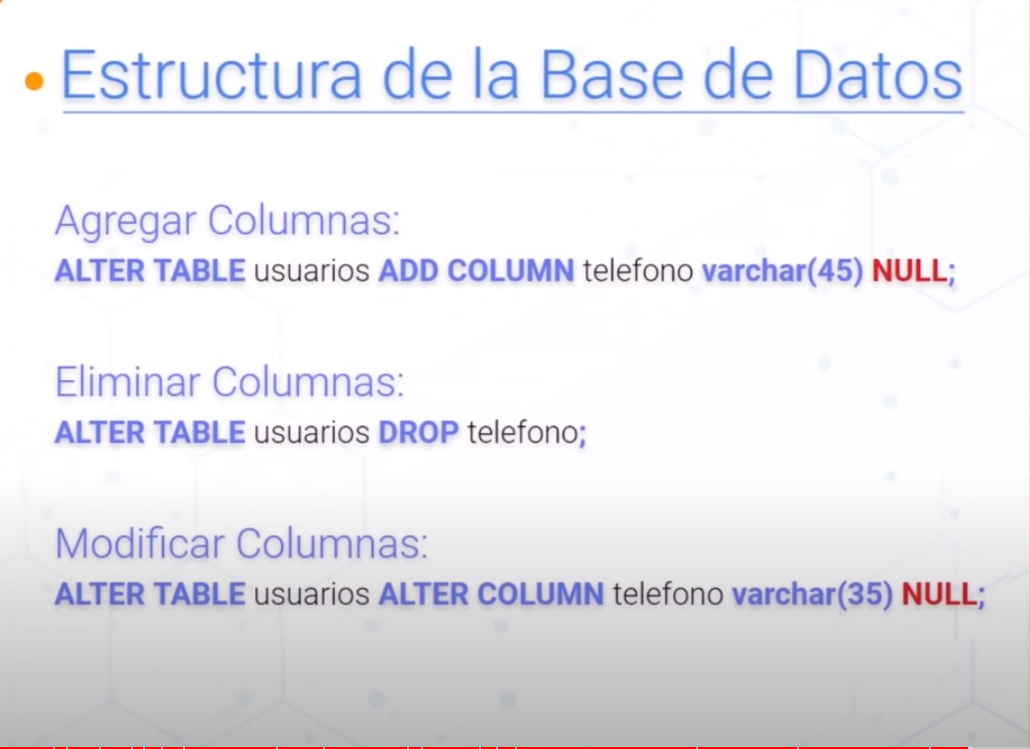 Estructura de la Base de Datos
Agregar Columnas:
ALTER TABLE usuarios ADD COLUMN telefono varchar(45) NULL;
Eliminar Columnas:
ALTER TABLE usuarios DROP telefono;
Modificar Columnas:
ALTER TABLE usuarios ALTER COLUMN telefono varchar(35) NULL;